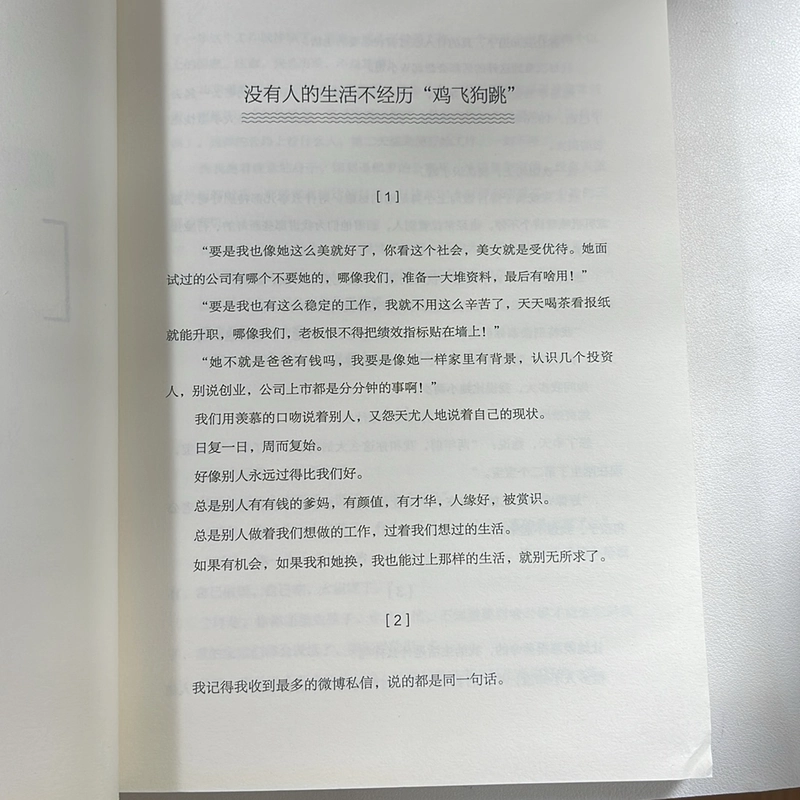 没有人的生活不经历“鸡飞狗跳”
[1]
“要是我也像她这么美就好了，你看这个社会，美女就是受优待。她面
试过的公司有哪个不要她的，哪像我们，准备一大堆资料，最后有啥用！”
“要是我也有这么稳定的工作，我就不用这么辛苦了，天天喝茶看报纸
就能升职，哪像我们，老板恨不得把绩效指标贴在墙上！”
“她不就是爸爸有钱吗，我要是像她一样家里有背景，认识几个投资
人，别说创业，公司上市都是分分钟的事啊！”
我们用羡慕的口吻说着别人，又怨天尤人地说着自己的现状。
日复一日，周而复始。
好像别人永远过得比我们好。
总是别人有有钱的爹妈，有颜值，有才华，人缘好，被赏识。
总是别人做着我们想做的工作，过着我们想过的生活。
如果有机会，如果我和她换，我也能过上那样的生活，就别无所求了。
[2]
我记得我收到最多的微博私信，说的都是同一句话。